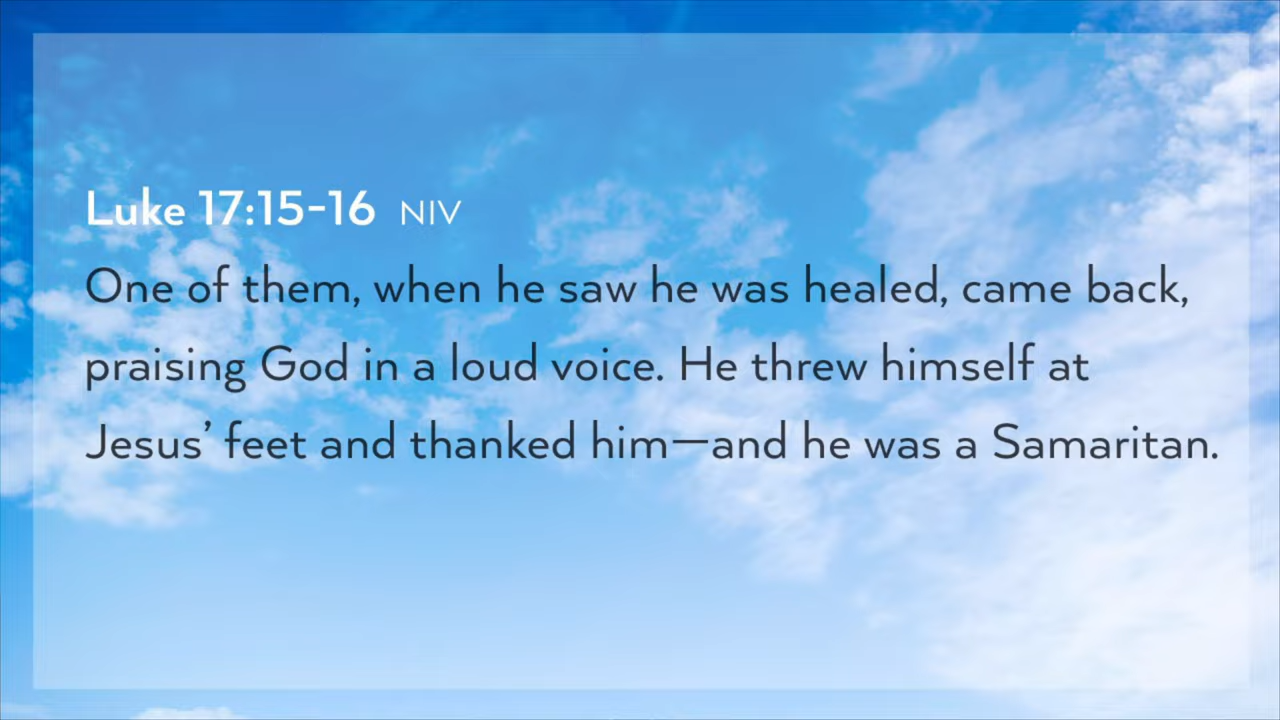 Luke 17:15-16 NIV
One of them, when he saw he was healed, came back,
praising God in a loud voice. He threw himself at
Jesus’ feet and thanked him—and he was a Samaritan.